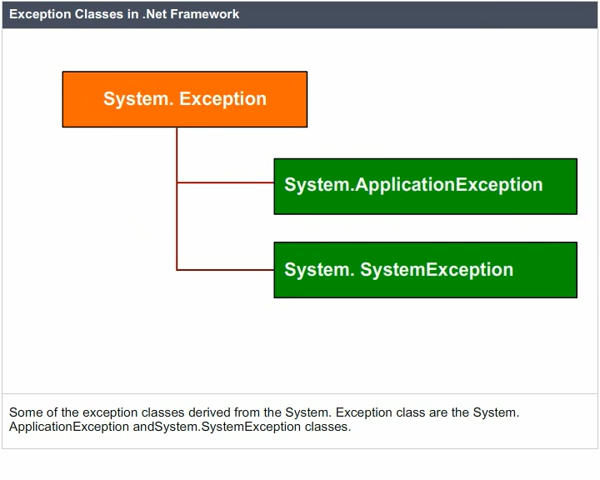 Exception Classes in .Net Framework
System. Exception
System.ApplicationException
System. SystemException
Some of the exception classes derived from the System. Exception class are the System.
ApplicationException andSystem.SystemException classes.